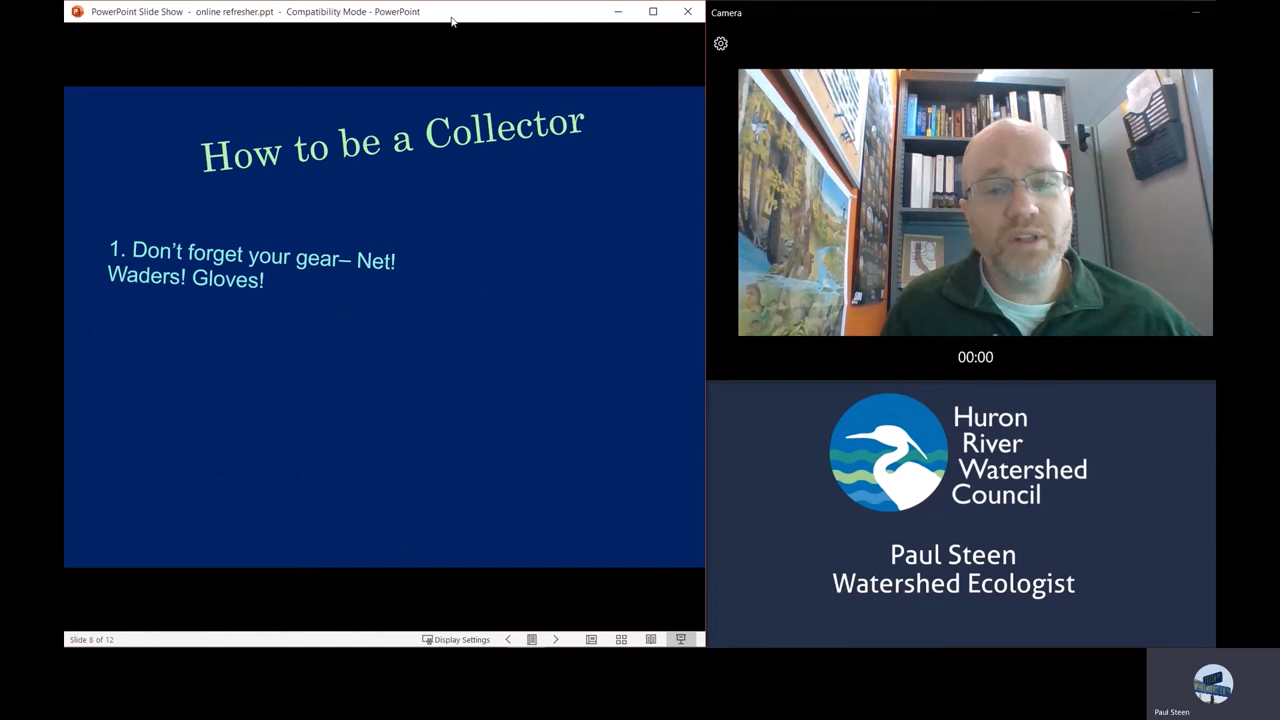 PowerPoint Slide Show - online refresher.ppt - Compatibility Mode - PowerPoint
Camera
How to be a Collector
1. Don't forget your gear– Net!
Waders! Gloves!
00:00
Huron
River
Watershed
Council
Paul Steen
Watershed Ecologist
Slide 8 of 12
Display Settings
Paul Steen